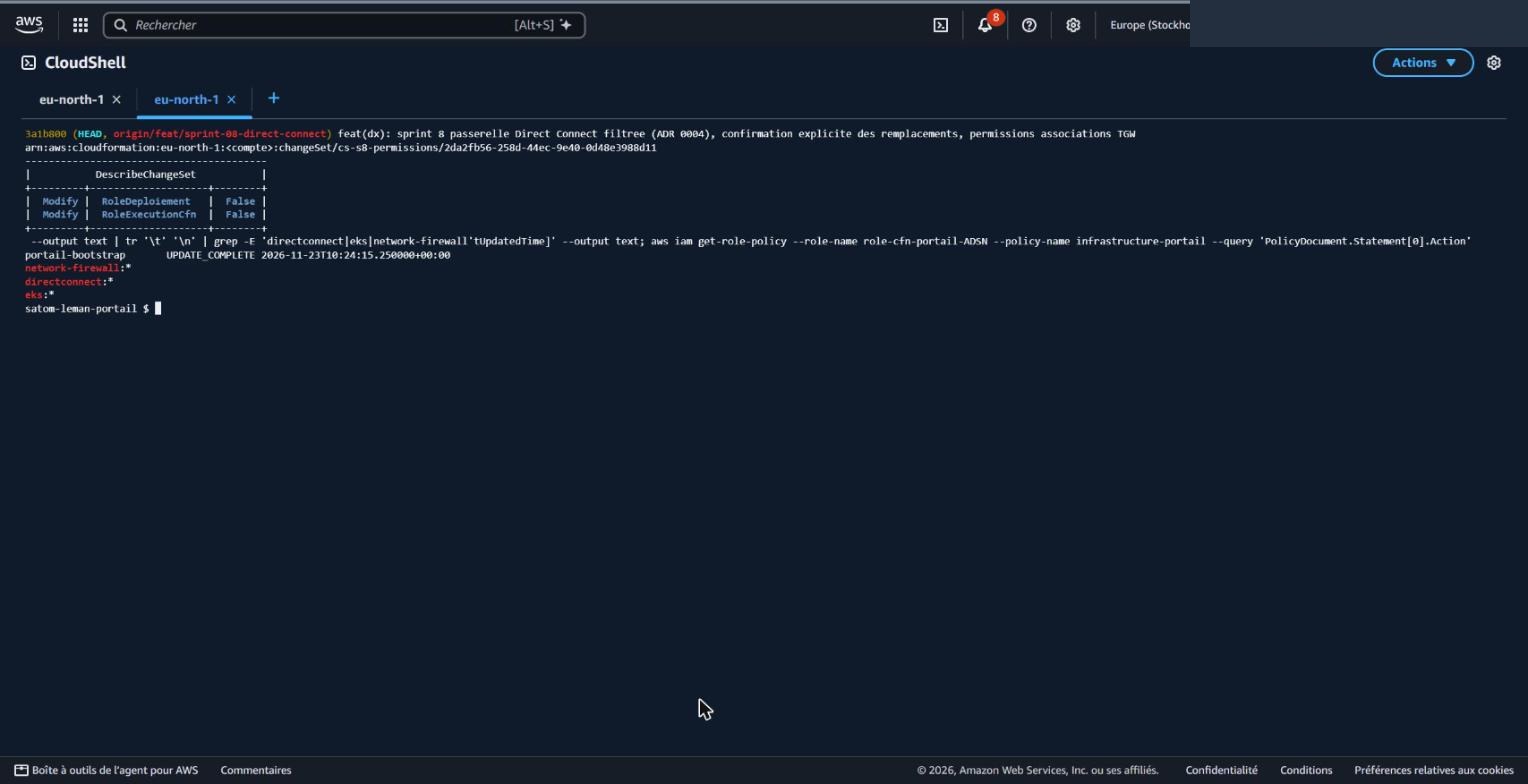 aws
Rechercher [Alt+S]
8
Europe (Stockho
CloudShell
Actions ▼
eu-north-1 ×
eu-north-1 ×
+
3a1b800 (HEAD, origin/feat/sprint-08-direct-connect) feat(dx): sprint 8 passerelle Direct Connect filtree (ADR 0004), confirmation explicite des remplacements, permissions associations TGW
arn:aws:cloudformation:eu-north-1:<compte>:changeSet/cs-s8-permissions/2da2fb56-258d-44ec-9e40-0d48e3988d11
----------------------------------------
| DescribeChangeSet |
+---------+--------------------+--------+
| Modify | RoleDeploiement | False |
| Modify | RoleExecutionCfn | False |
+---------+--------------------+--------+
--output text | tr '\t' '\n' | grep -E 'directconnect|eks|network-firewall'tUpdatedTime]' --output text; aws iam get-role-policy --role-name role-cfn-portail-ADSN --policy-name infrastructure-portail --query 'PolicyDocument.Statement[0].Action'
portail-bootstrap UPDATE_COMPLETE 2026-11-23T10:24:15.250000+00:00
network-firewall:*
directconnect:*
eks:*
satom-leman-portail $
Boîte à outils de l'agent pour AWS
Commentaires
© 2026, Amazon Web Services, Inc. ou ses affiliés.
Confidentialité
Conditions
Préférences relatives aux cookies